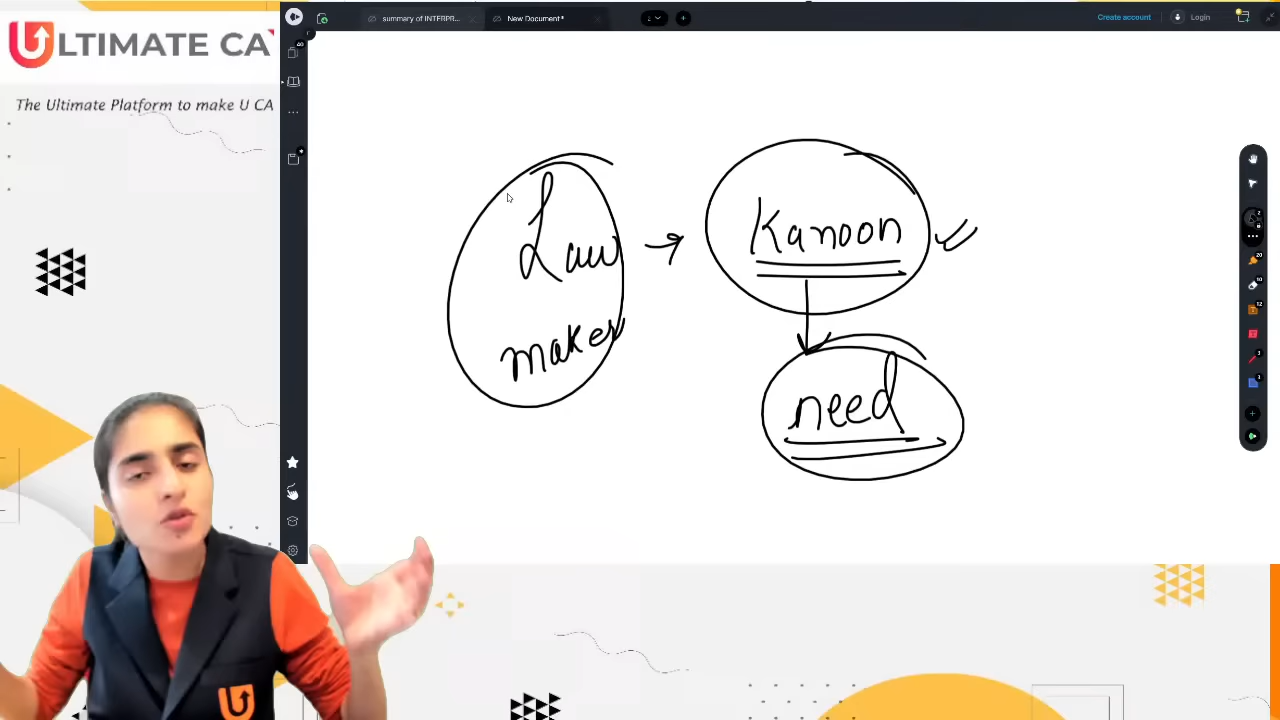 ULTIMATE CA
The Ultimate Platform to make U CA
summary of INTERPR...
New Document*
Create account
Login
Law
maker
Kanoon
need